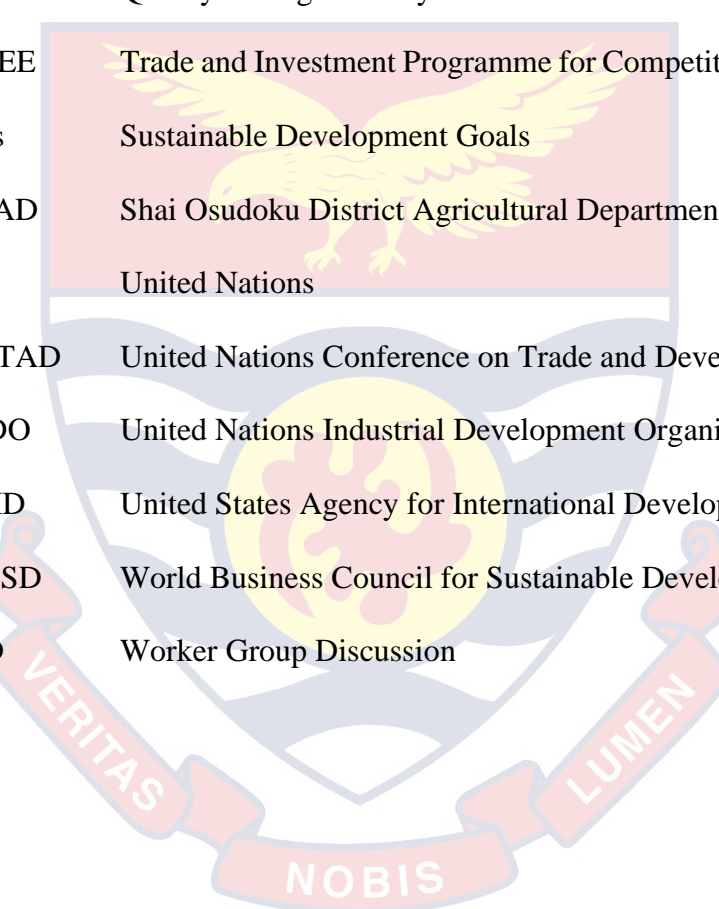 EE Trade and Investment Programme for Competit
s Sustainable Development Goals
AD Shai Osudoku District Agricultural Departmen
United Nations
TAD United Nations Conference on Trade and Deve
DO United Nations Industrial Development Organi
ID United States Agency for International Develop
SD World Business Council for Sustainable Devel
D Worker Group Discussion
VERITAS
NOBIS
LUMEN